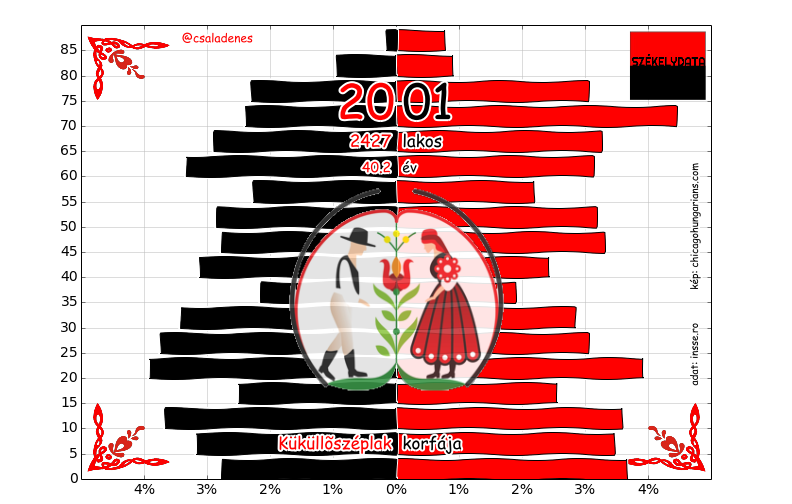 @csaladenes
SZÉKELYDATA
2001
2427 lakos
40,2 év
kép: chicagohungarians.com
adat: insse.ro
Küküllőszéplak korfája
85
80
75
70
65
60
55
50
45
40
35
30
25
20
15
10
5
0
4% 3% 2% 1% 0% 1% 2% 3% 4%